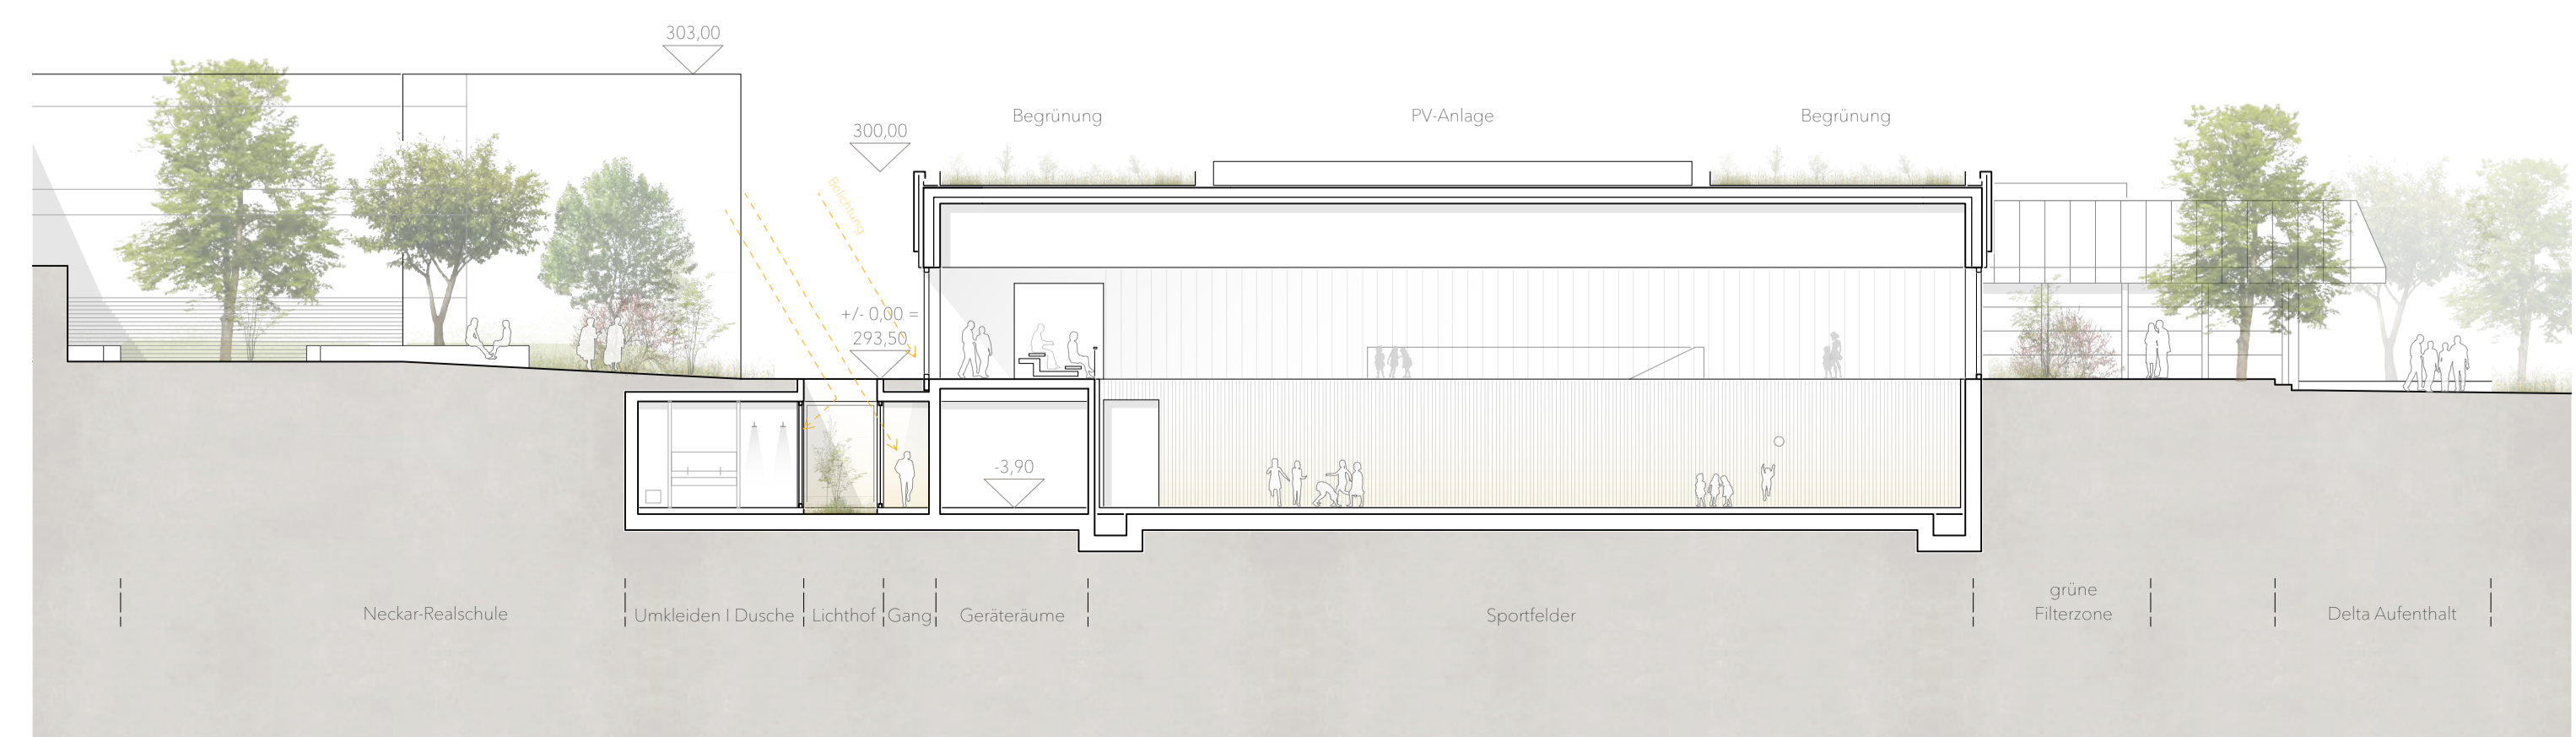 303,00
300,00
Begrünung
PV-Anlage
Begrünung
Belichtung
+/- 0,00 =
293,50
-3,90
Neckar-Realschule
Umkleiden I Dusche
Lichthof
Gang
Geräteräume
Sportfelder
grüne
Filterzone
Delta Aufenthalt